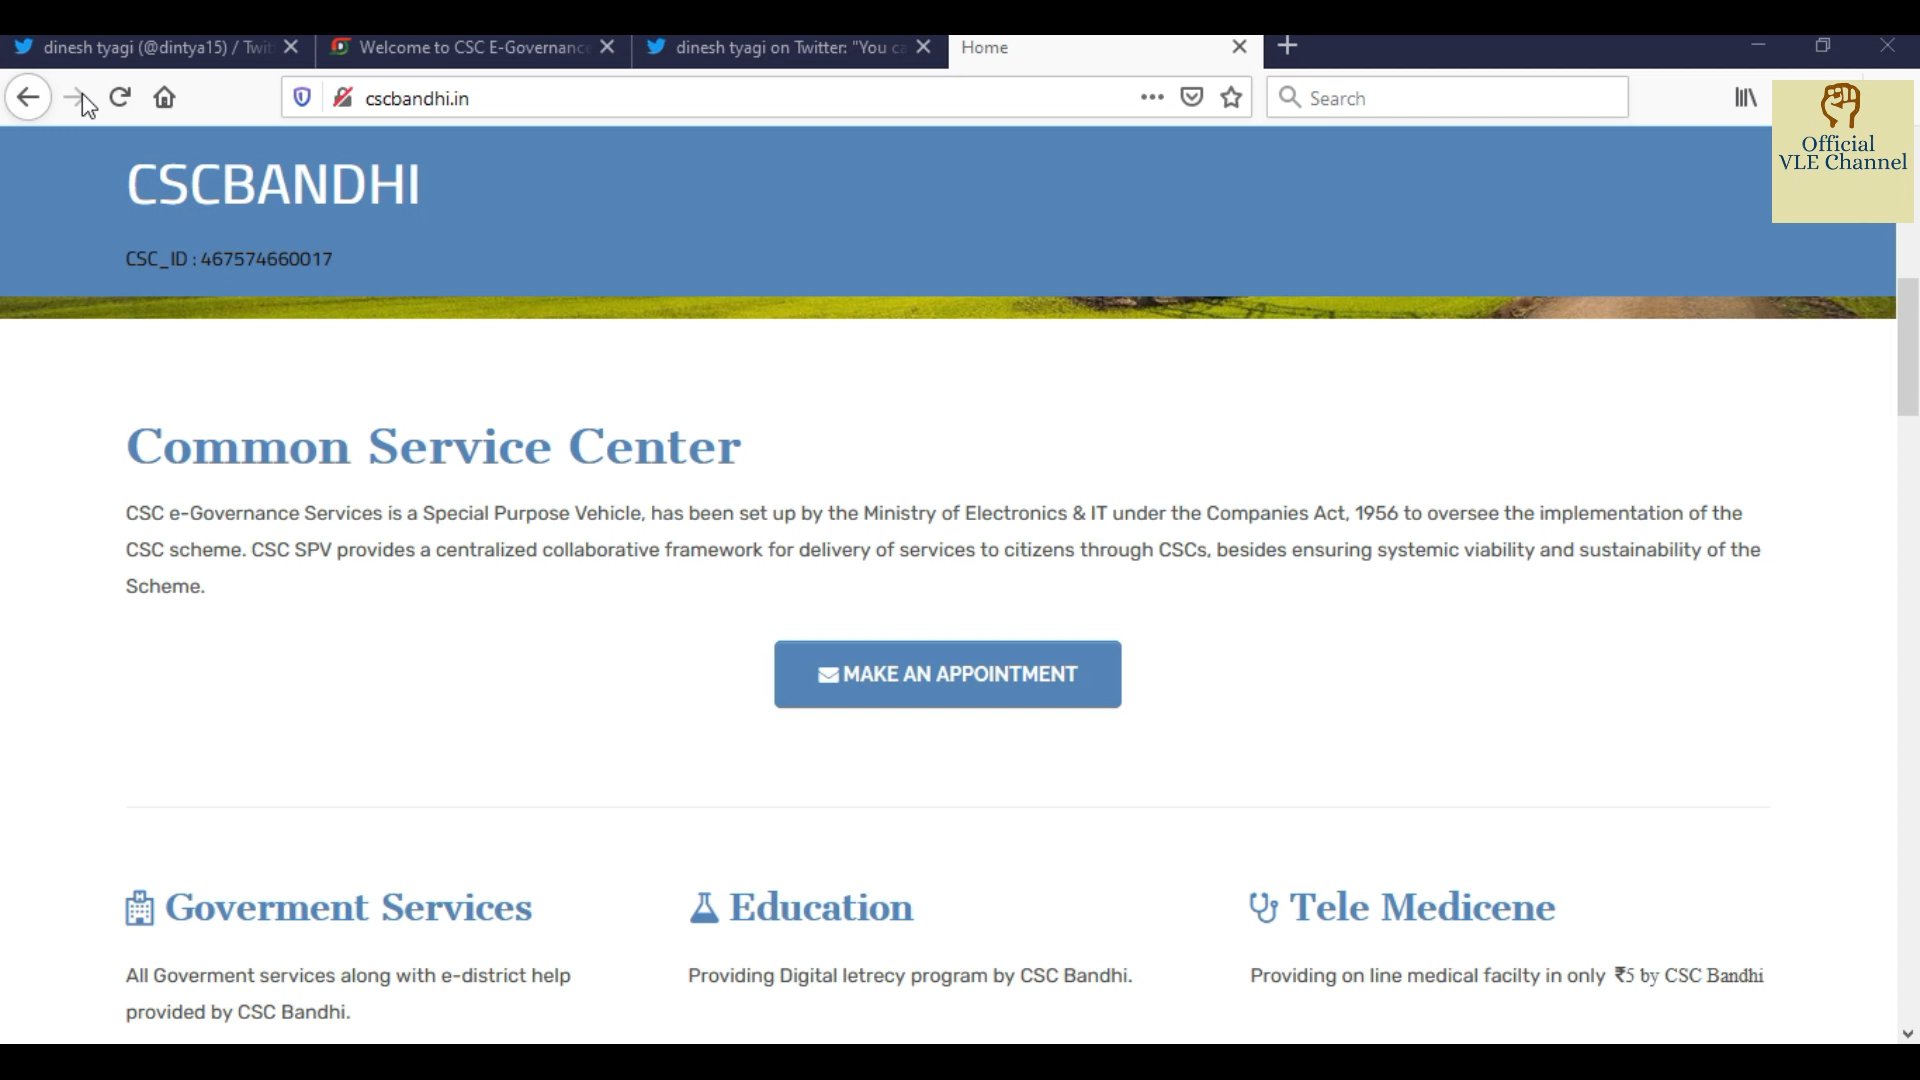 dinesh tyagi (@dintya15) / Twit
Welcome to CSC E-Governance
dinesh tyagi on Twitter: "You ca
Home
cscbandhi.in
Search
Official
VLE Channel
CSCBANDHI
CSC_ID : 467574660017
Common Service Center
CSC e-Governance Services is a Special Purpose Vehicle, has been set up by the Ministry of Electronics & IT under the Companies Act, 1956 to oversee the implementation of the
CSC scheme. CSC SPV provides a centralized collaborative framework for delivery of services to citizens through CSCs, besides ensuring systemic viability and sustainability of the
Scheme.
MAKE AN APPOINTMENT
Goverment Services
Education
Tele Medicene
All Goverment services along with e-district help
provided by CSC Bandhi.
Providing Digital letrecy program by CSC Bandhi.
Providing on line medical facilty in only ₹5 by CSC Bandhi